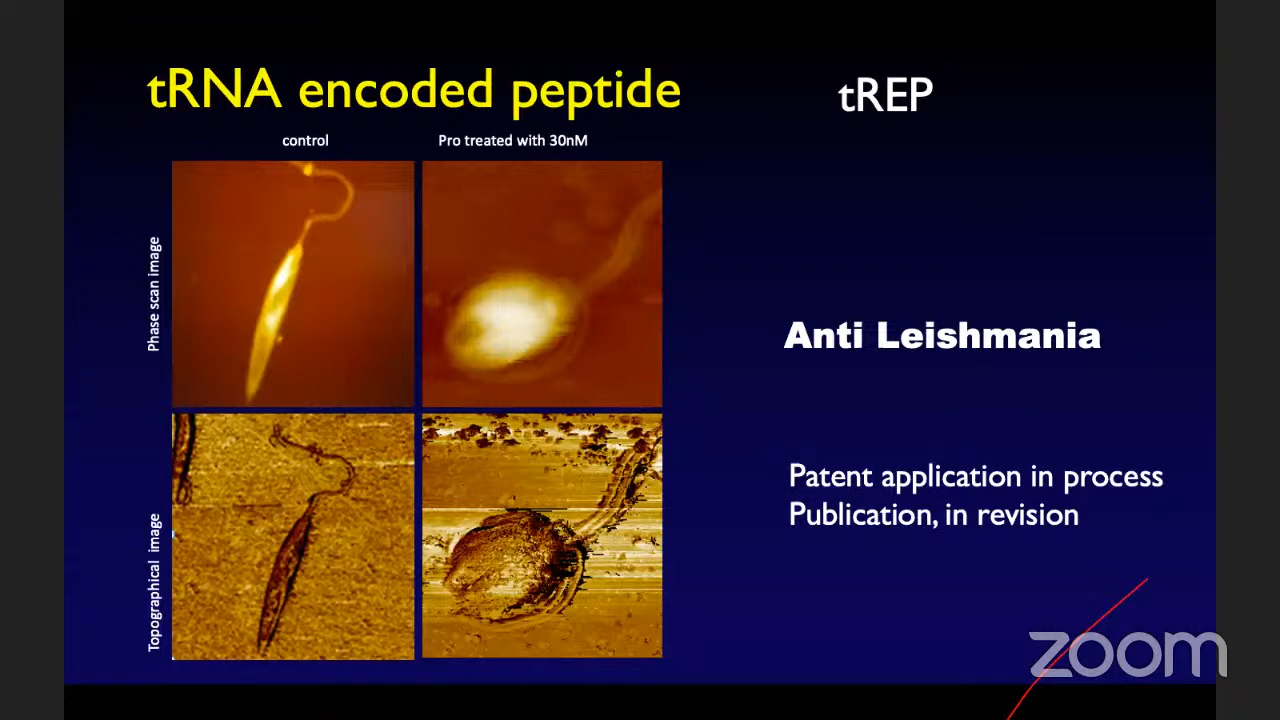 tRNA encoded peptide
tREP
control
Pro treated with 30nM
Phase scan image
Topographical image
Anti Leishmania
Patent application in process
Publication, in revision
zoom